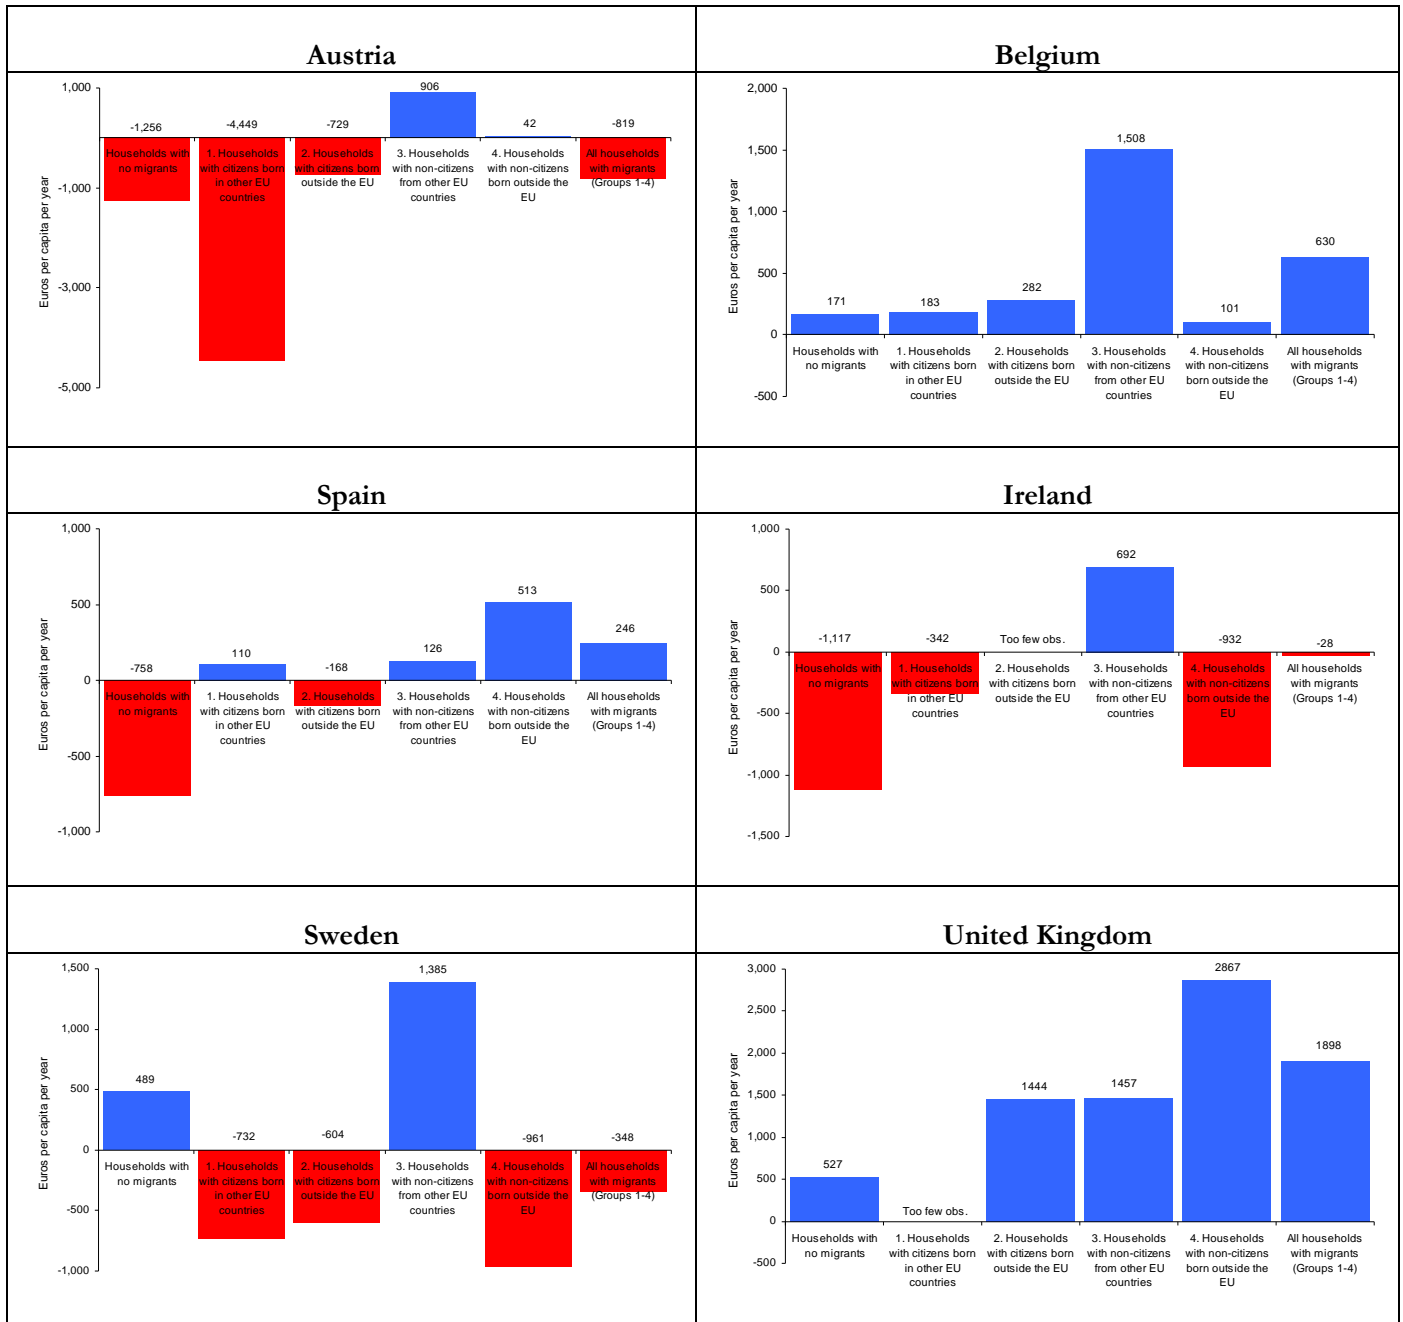 Austria
1,000
-1,000
-3,000
-5,000
Euros per capita per year
-1,256
-4,449
-729
906
42
-819
Households with
no migrants
1. Households
with citizens born
in other EU
countries
2. Households
with citizens born
outside the EU
3. Households
with non-citizens
from other EU
countries
4. Households
with non-citizens
born outside the
EU
All households
with migrants
(Groups 1-4)
Belgium
2,000
1,500
1,000
500
0
-500
Euros per capita per year
171
183
282
1,508
101
630
Households with
no migrants
1. Households
with citizens born
in other EU
countries
2. Households
with citizens born
outside the EU
3. Households
with non-citizens
from other EU
countries
4. Households
with non-citizens
born outside the
EU
All households
with migrants
(Groups 1-4)
Spain
1,000
500
0
-500
-1,000
Euros per capita per year
-758
110
-168
126
513
246
Households with
no migrants
1. Households
with citizens born
in other EU
countries
2. Households
with citizens born
outside the EU
3. Households
with non-citizens
from other EU
countries
4. Households
with non-citizens
born outside the
EU
All households
with migrants
(Groups 1-4)
Ireland
1,000
500
0
-500
-1,000
-1,500
Euros per capita per year
-1,117
-342
Too few obs.
692
-932
-28
Households with
no migrants
1. Households
with citizens born
in other EU
countries
2. Households
with citizens born
outside the EU
3. Households
with non-citizens
from other EU
countries
4. Households
with non-citizens
born outside the
EU
All households
with migrants
(Groups 1-4)
Sweden
1,500
1,000
500
0
-500
-1,000
Euros per capita per year
489
-732
-604
1,385
-961
-348
Households with
no migrants
1. Households
with citizens born
in other EU
countries
2. Households
with citizens born
outside the EU
3. Households
with non-citizens
from other EU
countries
4. Households
with non-citizens
born outside the
EU
All households
with migrants
(Groups 1-4)
United Kingdom
3,000
2,500
2,000
1,500
1,000
500
0
-500
Euros per capita per year
527
Too few obs.
1444
1457
2867
1898
Households with
no migrants
1. Households
with citizens born
in other EU
countries
2. Households
with citizens born
outside the EU
3. Households
with non-citizens
from other EU
countries
4. Households
with non-citizens
born outside the
EU
All households
with migrants
(Groups 1-4)